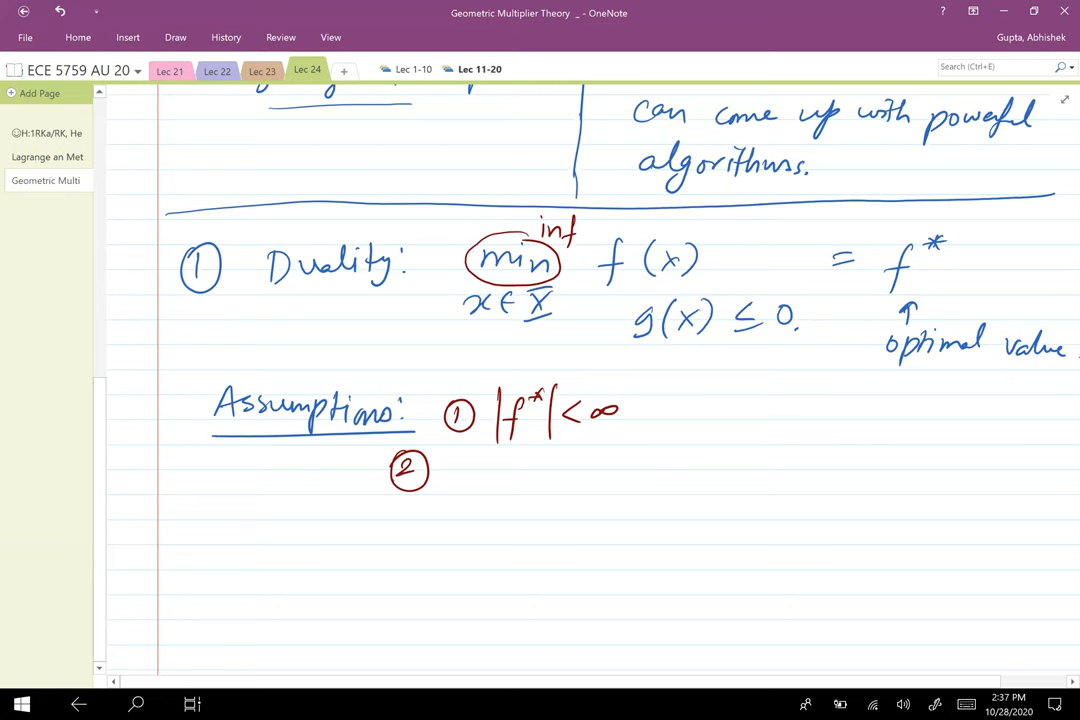 Geometric Multiplier Theory _ - OneNote
Gupta, Abhishek
File Home Insert Draw History Review View
ECE 5759 AU 20 Lec 21 Lec 22 Lec 23 Lec 24 Lec 1-10 Lec 11-20
Search (Ctrl+E)
Add Page
H:1RKa/RK, He
Lagrange an Met
Geometric Multi
can come up with powerful
algorithms.
inf
① Duality: min f(x) = f*
x ∈ X g(x) ≤ 0.
↑
optimal value.
Assumptions: ① |f*| < ∞
②
2:37 PM
10/28/2020